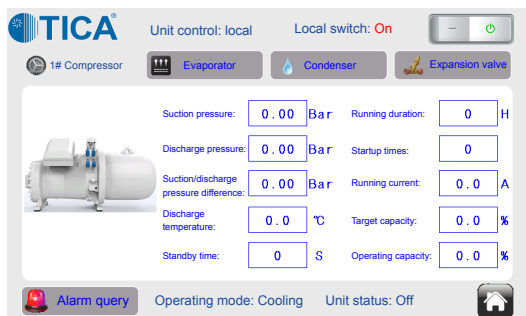 TICA®
Unit control: local
Local switch: On
1# Compressor
Evaporator
Condenser
Expansion valve
Suction pressure: 0.00 Bar
Running duration: 0 H
Discharge pressure: 0.00 Bar
Startup times: 0
Suction/discharge
pressure difference: 0.00 Bar
Running current: 0.0 A
Discharge
temperature: 0.0 ℃
Target capacity: 0.0 %
Standby time: 0 S
Operating capacity: 0.0 %
Alarm query
Operating mode: Cooling
Unit status: Off